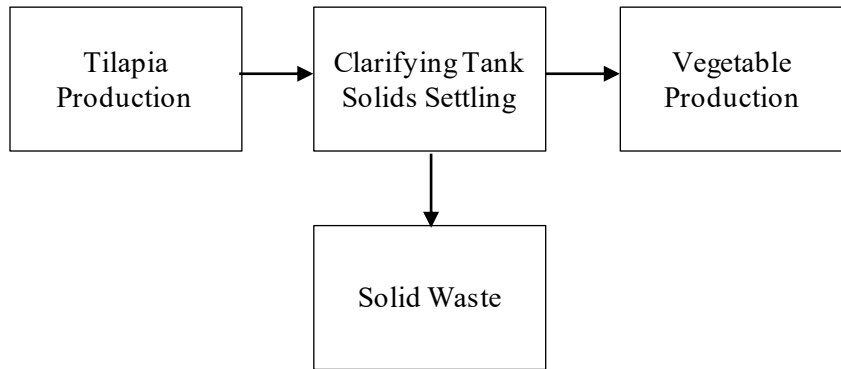 Tilapia
Production
Clarifying Tank
Solids Settling
Vegetable
Production
Solid Waste